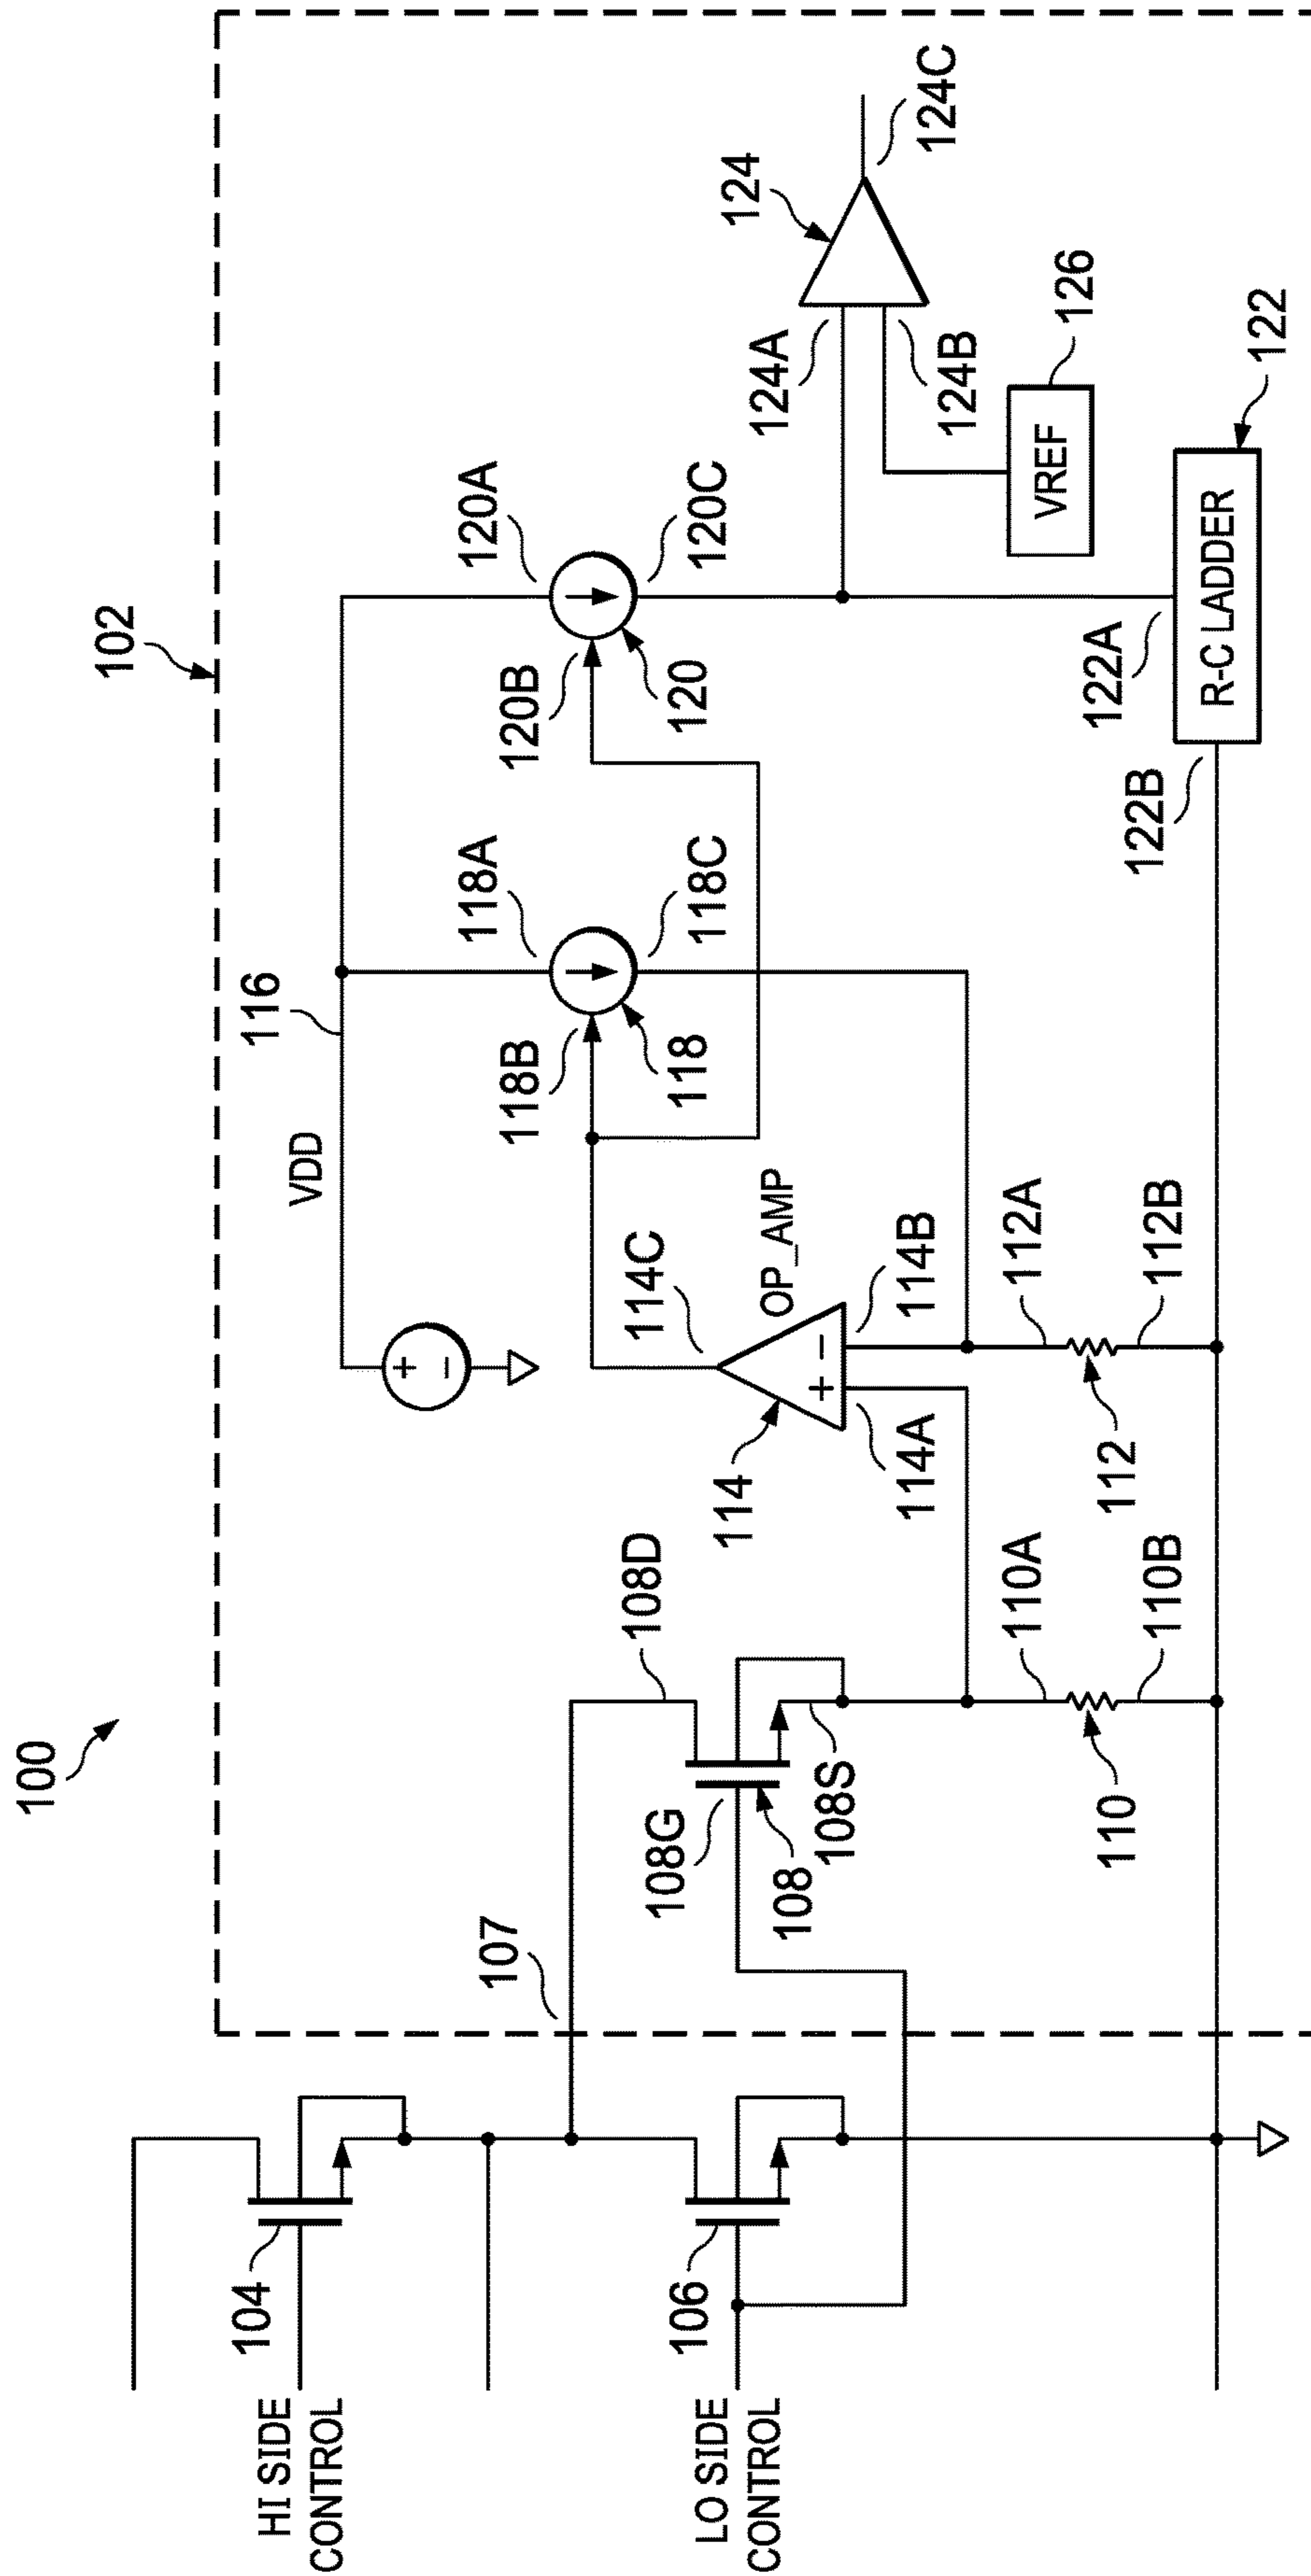 100
102
116
VDD
HI SIDE
CONTROL
104
107
118A
120A
118B
120B
118C
120C
118
120
124
124C
LO SIDE
CONTROL
106
108G
108D
108
108S
114C
OP_AMP
114
+
−
114A
114B
+
−
124A
124B
VREF
126
110A
112A
122A
110
112
110B
112B
122B
R-C LADDER
122